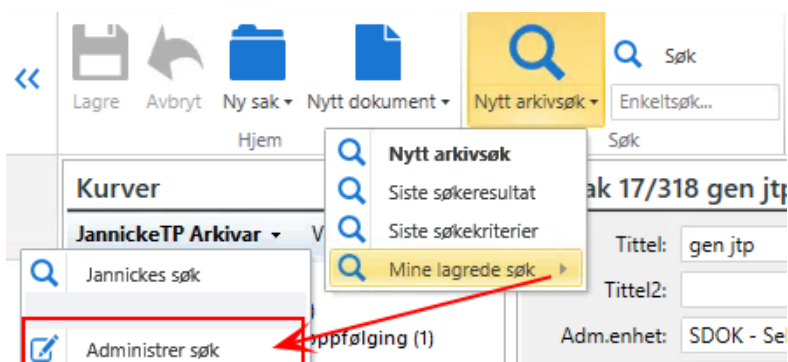 «
Lagre
Avbryt
Ny sak
Nytt dokument
Nytt arkivsøk
Søk
Enkeltsøk...
Hjem
Søk
Nytt arkivsøk
Siste søkeresultat
Siste søkekriterier
Mine lagrede søk
Kurver
JannickeTP Arkivar
V
ak 17/318 gen jtp
Tittel: gen jtp
Tittel2:
Adm.enhet: SDOK - Sel
Jannickes søk
Administrer søk
oppfølging (1)